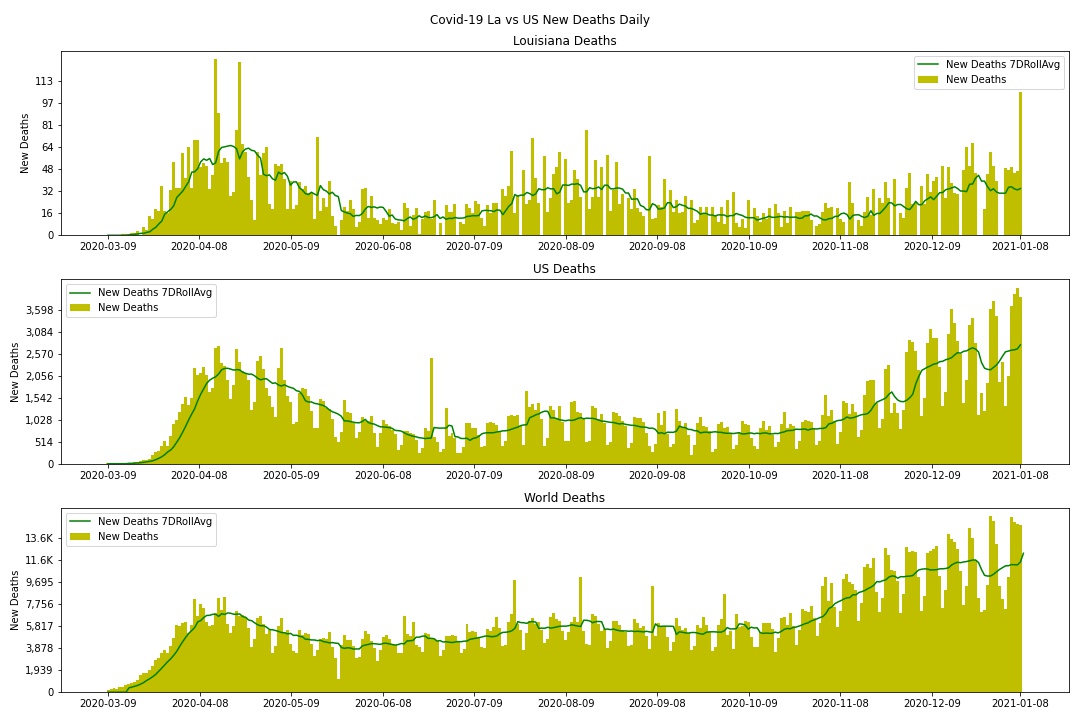 Covid-19 La vs US New Deaths Daily
Louisiana Deaths
New Deaths
113
97
81
64
48
32
16
0
New Deaths 7DRollAvg
New Deaths
2020-03-09 2020-04-08 2020-05-09 2020-06-08 2020-07-09 2020-08-09 2020-09-08 2020-10-09 2020-11-08 2020-12-09 2021-01-08
US Deaths
New Deaths
3,598
3,084
2,570
2,056
1,542
1,028
514
0
New Deaths 7DRollAvg
New Deaths
2020-03-09 2020-04-08 2020-05-09 2020-06-08 2020-07-09 2020-08-09 2020-09-08 2020-10-09 2020-11-08 2020-12-09 2021-01-08
World Deaths
New Deaths
13.6K
11.6K
9,695
7,756
5,817
3,878
1,939
0
New Deaths 7DRollAvg
New Deaths
2020-03-09 2020-04-08 2020-05-09 2020-06-08 2020-07-09 2020-08-09 2020-09-08 2020-10-09 2020-11-08 2020-12-09 2021-01-08